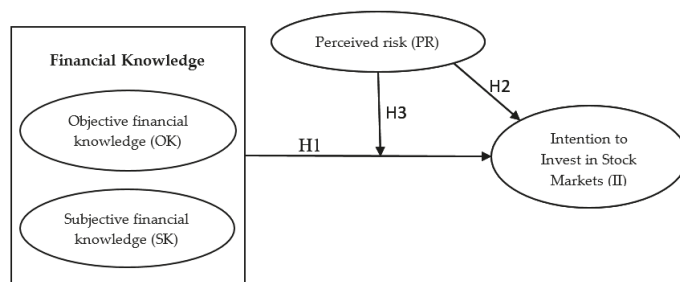 Perceived risk (PR)
Financial Knowledge
H2
Objective financial
knowledge (OK)
H3
Intention to
Invest in Stock
Markets (II)
H1
Subjective financial
knowledge (SK)